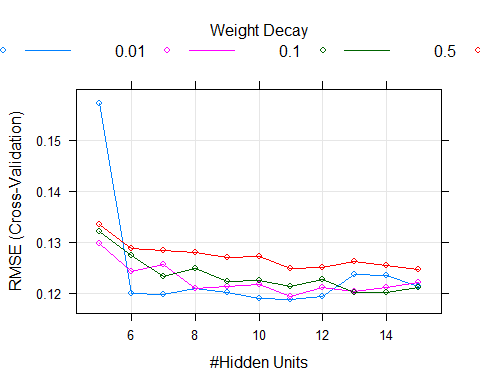 Weight Decay
0.01 0.1 0.5
RMSE (Cross-Validation)
0.15
0.14
0.13
0.12
6 8 10 12 14
#Hidden Units